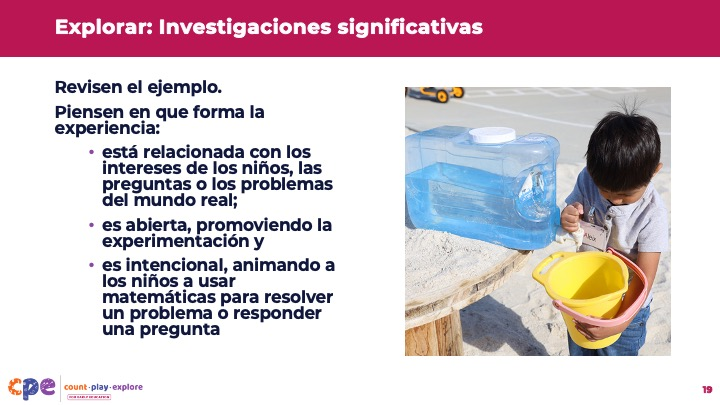 Explorar: Investigaciones significativas
Revisen el ejemplo.
Piensen en que forma la
experiencia:
• está relacionada con los
intereses de los niños, las
preguntas o los problemas
del mundo real;
• es abierta, promoviendo la
experimentación y
• es intencional, animando a
los niños a usar
matemáticas para resolver
un problema o responder
una pregunta
cpe
count·play·explore
19